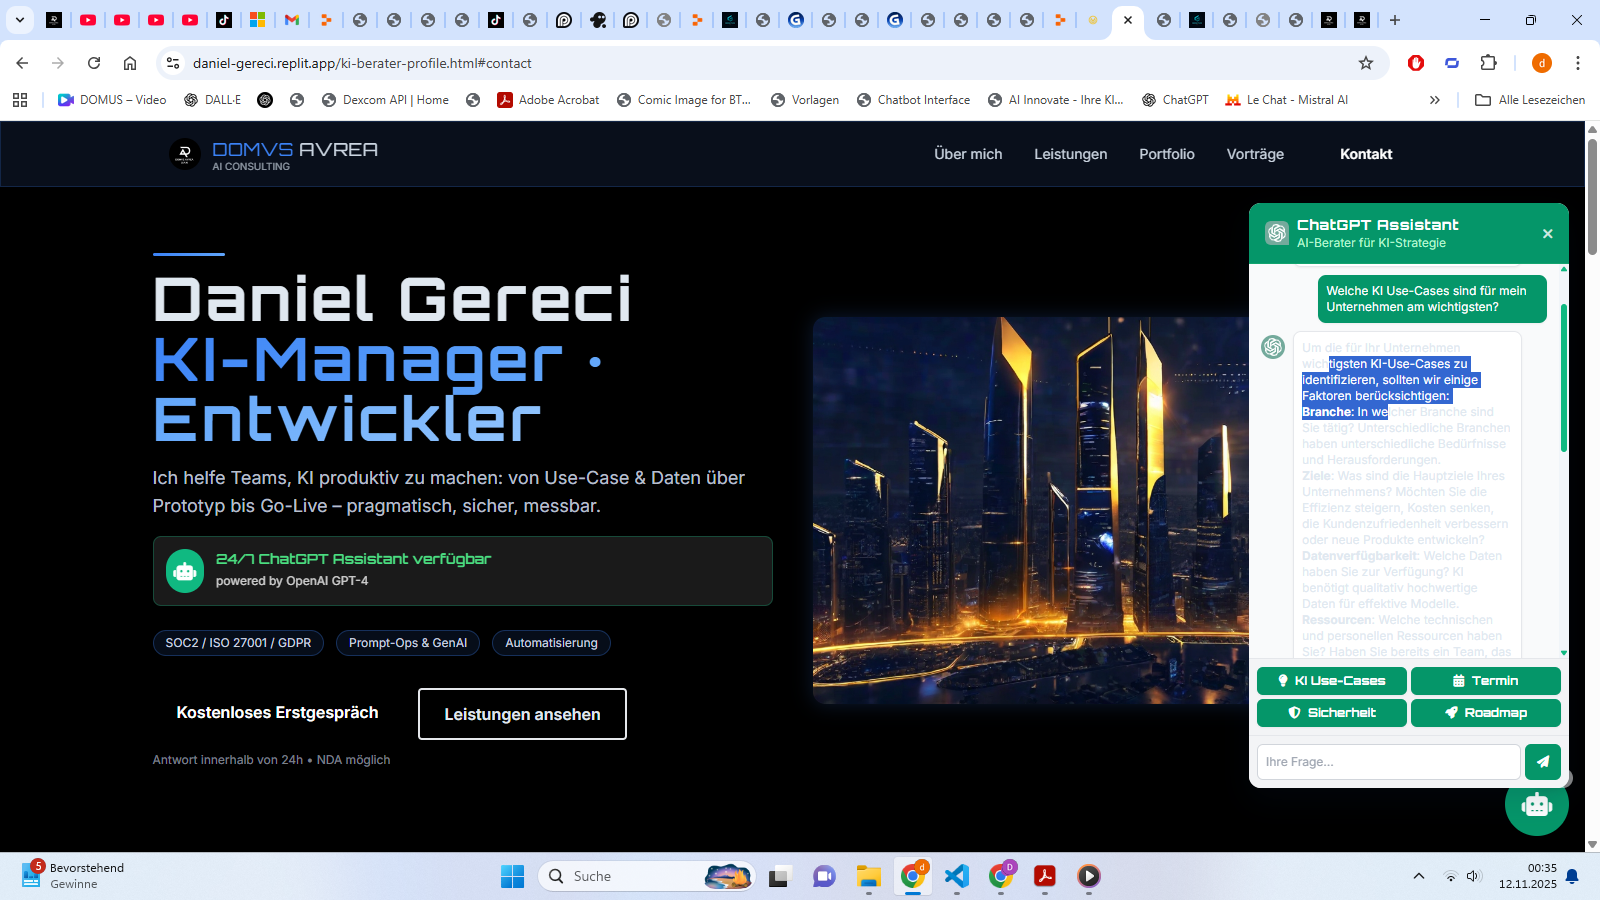 daniel-gereci.replit.app/ki-berater-profile.html#contact
d
DOMUS – Video
DALL·E
Dexcom API | Home
Adobe Acrobat
Comic Image for BT...
Vorlagen
Chatbot Interface
AI Innovate - Ihre KI...
ChatGPT
Le Chat - Mistral AI
Alle Lesezeichen
DOMVS AVREA
AI CONSULTING
Über mich
Leistungen
Portfolio
Vorträge
Kontakt
Daniel Gereci
KI-Manager ·
Entwickler
Ich helfe Teams, KI produktiv zu machen: von Use-Case & Daten über
Prototyp bis Go-Live – pragmatisch, sicher, messbar.
24/7 ChatGPT Assistant verfügbar
powered by OpenAI GPT-4
SOC2 / ISO 27001 / GDPR
Prompt-Ops & GenAI
Automatisierung
Kostenloses Erstgespräch
Leistungen ansehen
Antwort innerhalb von 24h • NDA möglich
ChatGPT Assistant
AI-Berater für KI-Strategie
Welche KI Use-Cases sind für mein
Unternehmen am wichtigsten?
Um die für Ihr Unternehmen
wichtigsten KI-Use-Cases zu
identifizieren, sollten wir einige
Faktoren berücksichtigen:
Branche: In welcher Branche sind
Sie tätig? Unterschiedliche Branchen
haben unterschiedliche Bedürfnisse
und Herausforderungen.
Ziele: Was sind die Hauptziele Ihres
Unternehmens? Möchten Sie die
Effizienz steigern, Kosten senken,
die Kundenzufriedenheit verbessern
oder neue Produkte entwickeln?
Datenverfügbarkeit: Welche Daten
haben Sie zur Verfügung? KI
benötigt qualitativ hochwertige
Daten für effektive Modelle.
Ressourcen: Welche technischen
und personellen Ressourcen haben
Sie? Haben Sie bereits ein Team, das
KI Use-Cases
Termin
Sicherheit
Roadmap
Ihre Frage...
5
Bevorstehend
Gewinne
Suche
d
D
00:35
12.11.2025